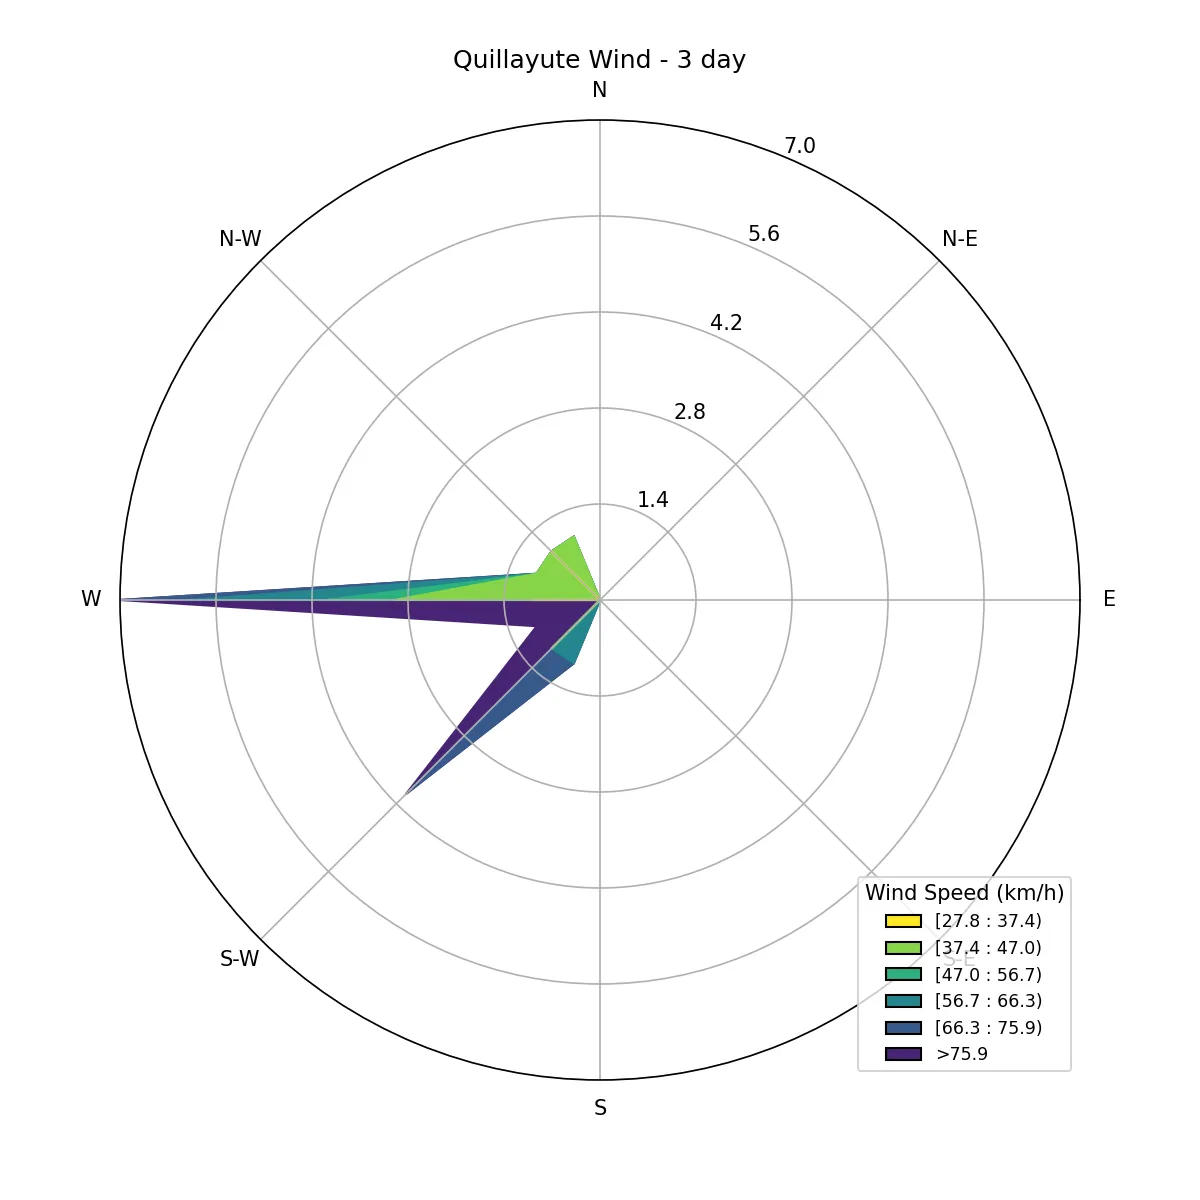 Quillayute Wind - 3 day
N
7.0
N-W
5.6
N-E
4.2
2.8
1.4
W
E
S-W
S-E
S
Wind Speed (km/h)
[27.8 : 37.4)
[37.4 : 47.0)
[47.0 : 56.7)
[56.7 : 66.3)
[66.3 : 75.9)
>75.9